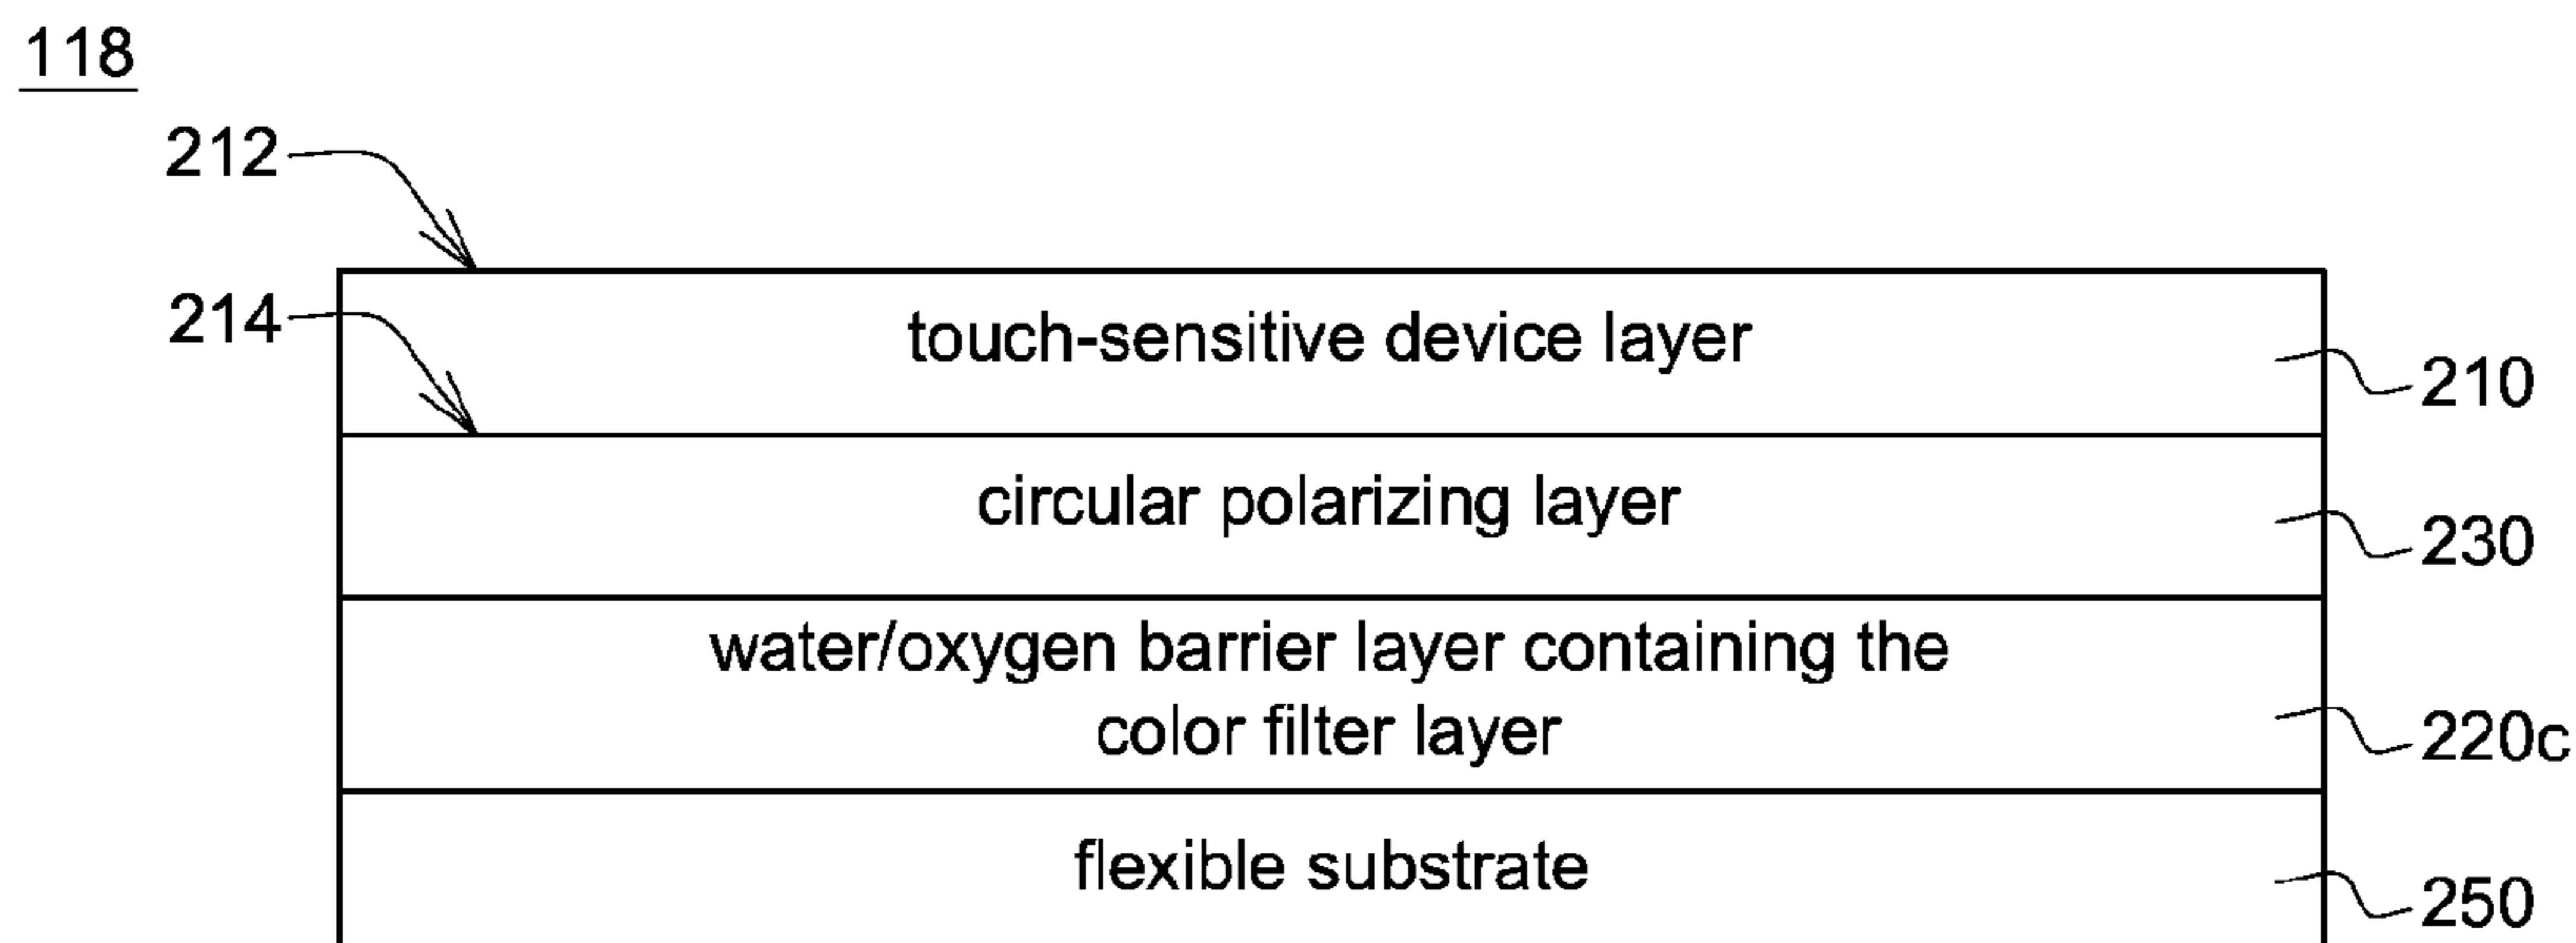 118
212
214
touch-sensitive device layer
210
circular polarizing layer
230
water/oxygen barrier layer containing the
color filter layer
220c
flexible substrate
250